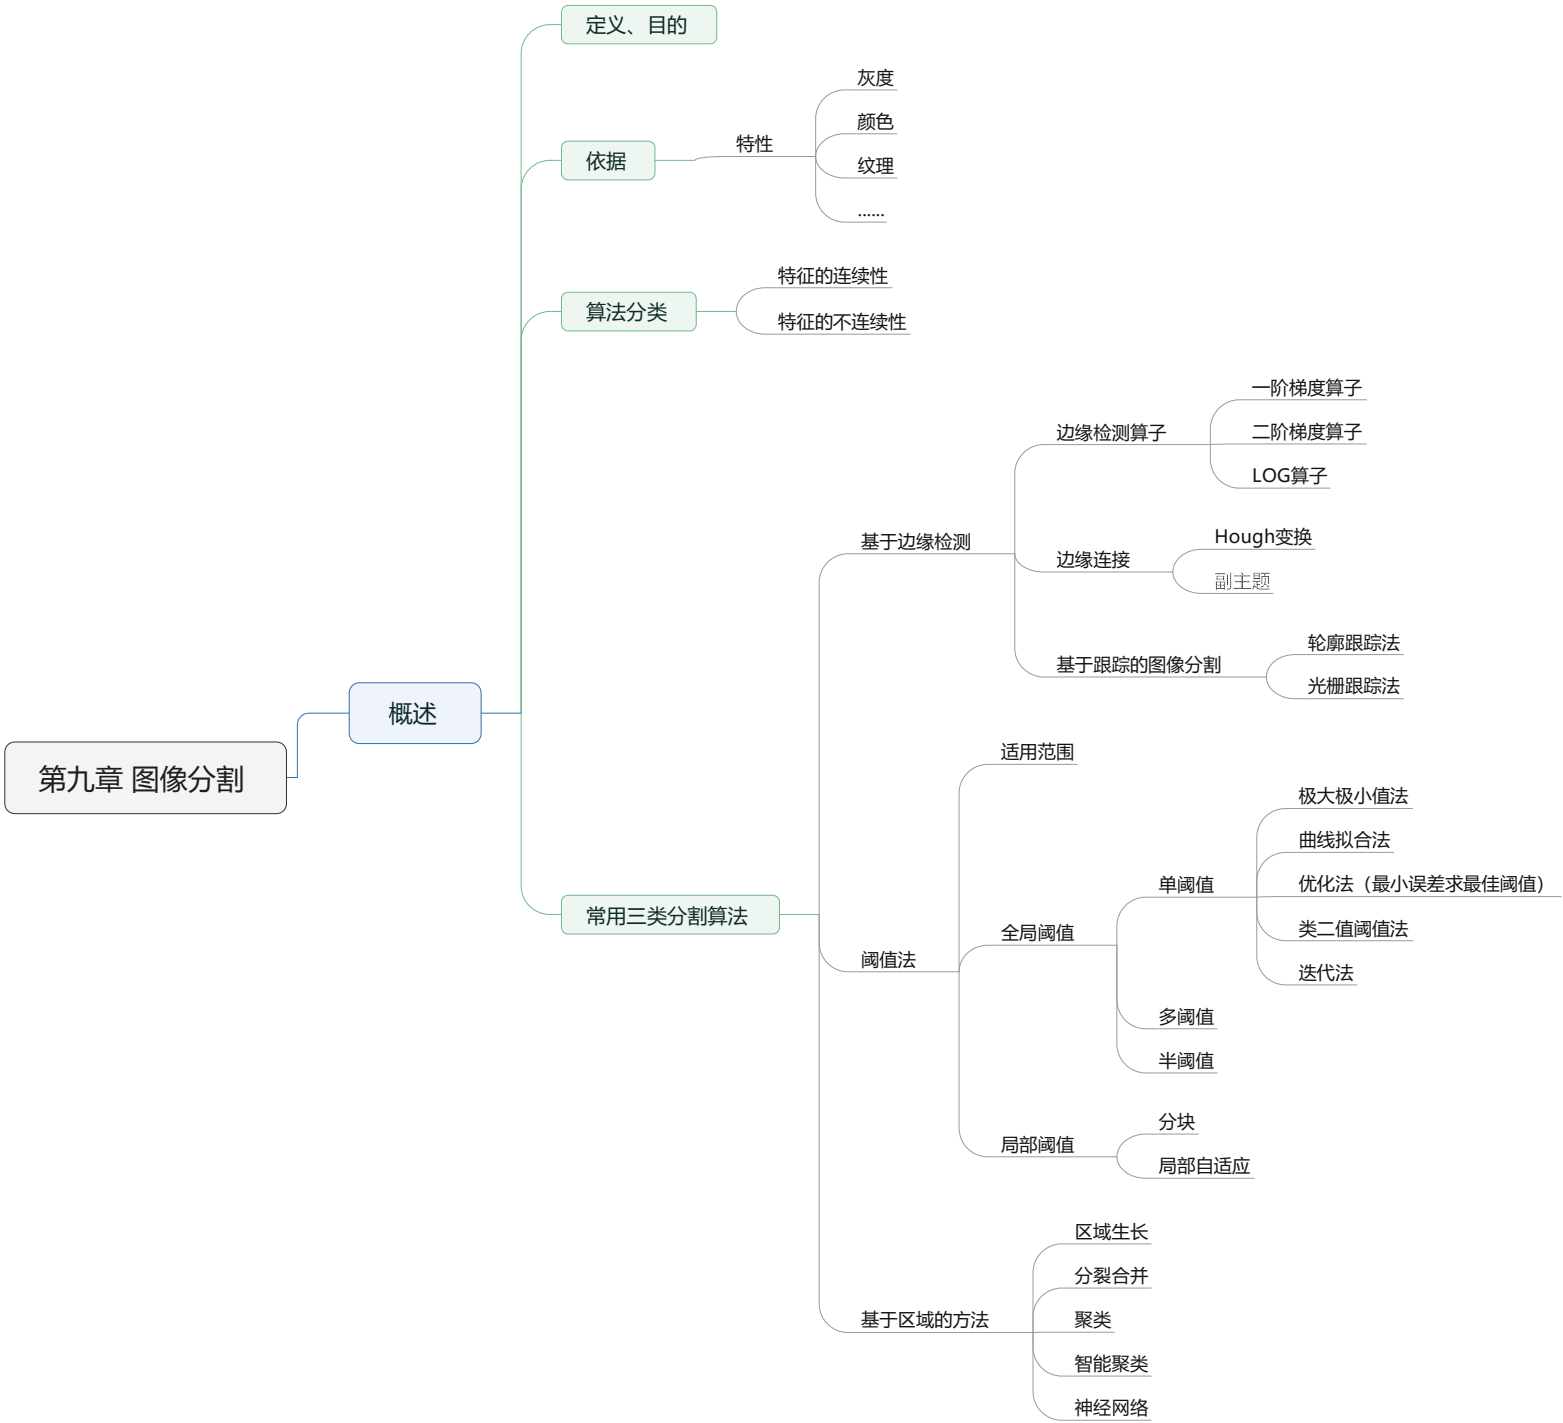 第九章 图像分割
概述
定义、目的
依据
特性
灰度
颜色
纹理
......
算法分类
特征的连续性
特征的不连续性
常用三类分割算法
基于边缘检测
边缘检测算子
一阶梯度算子
二阶梯度算子
LOG算子
边缘连接
Hough变换
副主题
基于跟踪的图像分割
轮廓跟踪法
光栅跟踪法
阈值法
适用范围
全局阈值
单阈值
极大极小值法
曲线拟合法
优化法（最小误差求最佳阈值）
类二值阈值法
迭代法
多阈值
半阈值
局部阈值
分块
局部自适应
基于区域的方法
区域生长
分裂合并
聚类
智能聚类
神经网络